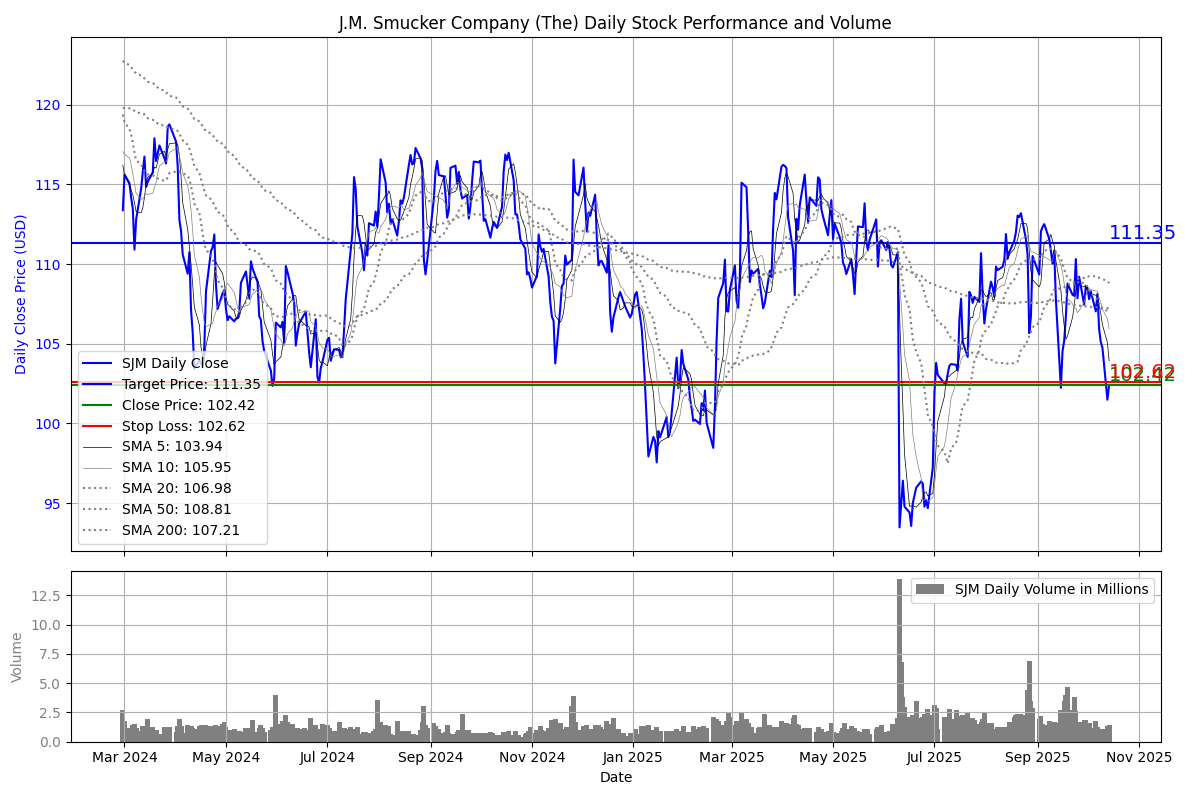 J.M. Smucker Company (The) Daily Stock Performance and Volume
Daily Close Price (USD)
120
115
110
105
100
95
111.35
102.62
102.42
SJM Daily Close
Target Price: 111.35
Close Price: 102.42
Stop Loss: 102.62
SMA 5: 103.94
SMA 10: 105.95
SMA 20: 106.98
SMA 50: 108.81
SMA 200: 107.21
Volume
12.5
10.0
7.5
5.0
2.5
0.0
SJM Daily Volume in Millions
Mar 2024 May 2024 Jul 2024 Sep 2024 Nov 2024 Jan 2025 Mar 2025 May 2025 Jul 2025 Sep 2025 Nov 2025
Date